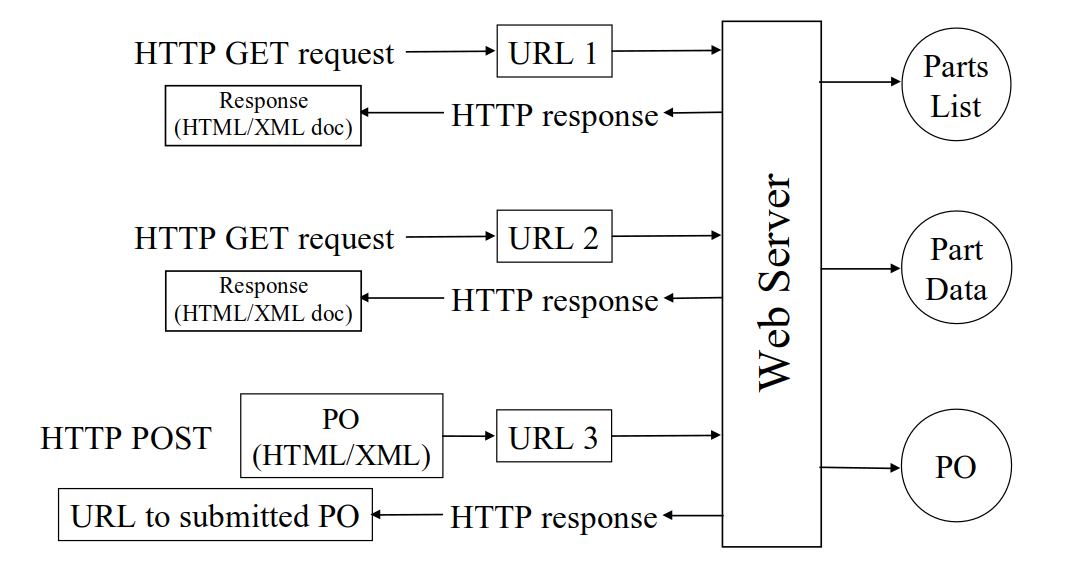 HTTP GET request
URL 1
Parts
List
Response
(HTML/XML doc)
HTTP response
Web Server
HTTP GET request
URL 2
Part
Data
Response
(HTML/XML doc)
HTTP response
HTTP POST
PO
(HTML/XML)
URL 3
PO
URL to submitted PO
HTTP response